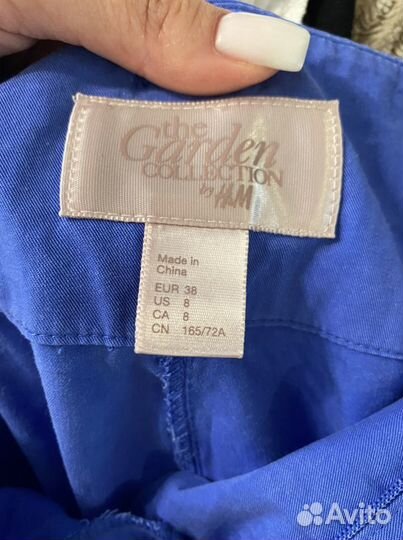 the
Garden
COLLECTION
by H&M
Made in
China
EUR 38
US 8
CA 8
CN 165/72A
Avito